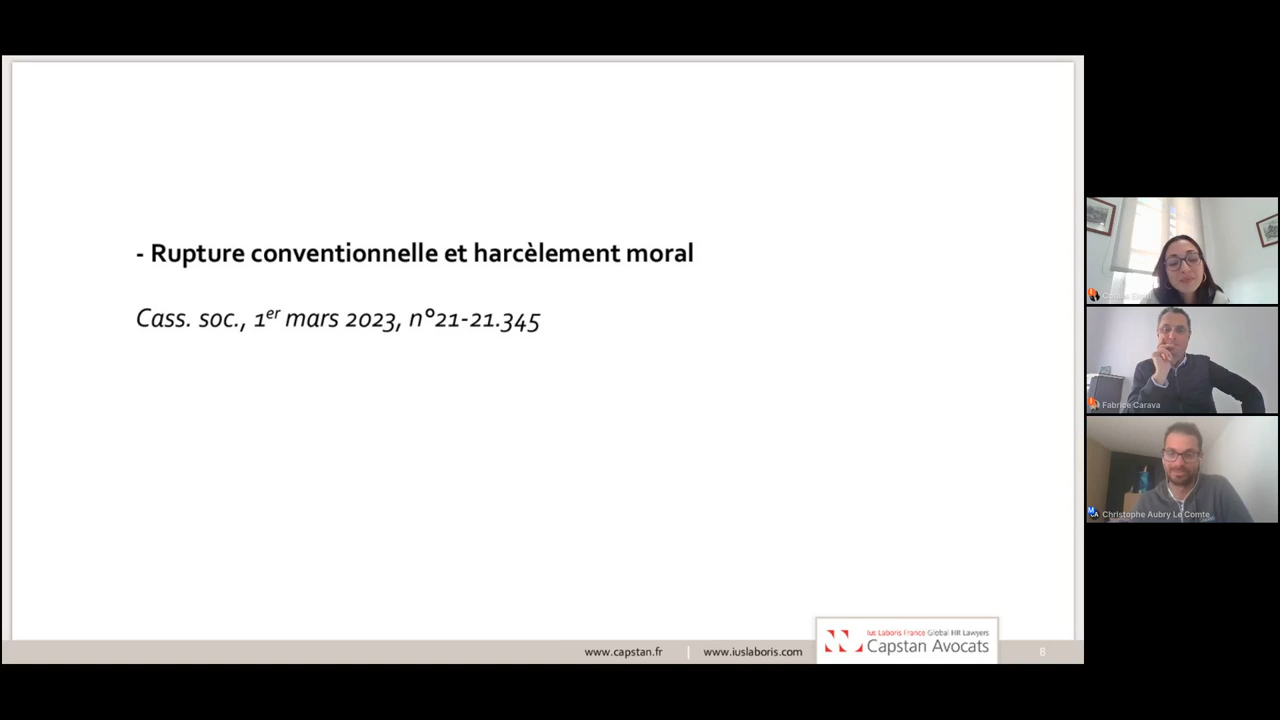 - Rupture conventionnelle et harcèlement moral
Cass. soc., 1er mars 2023, n°21-21.345
www.capstan.fr | www.iuslaboris.com
Ius Laboris France Global HR Lawyers
Capstan Avocats
8
Fabrice Carava
Christophe Aubry Le Comte